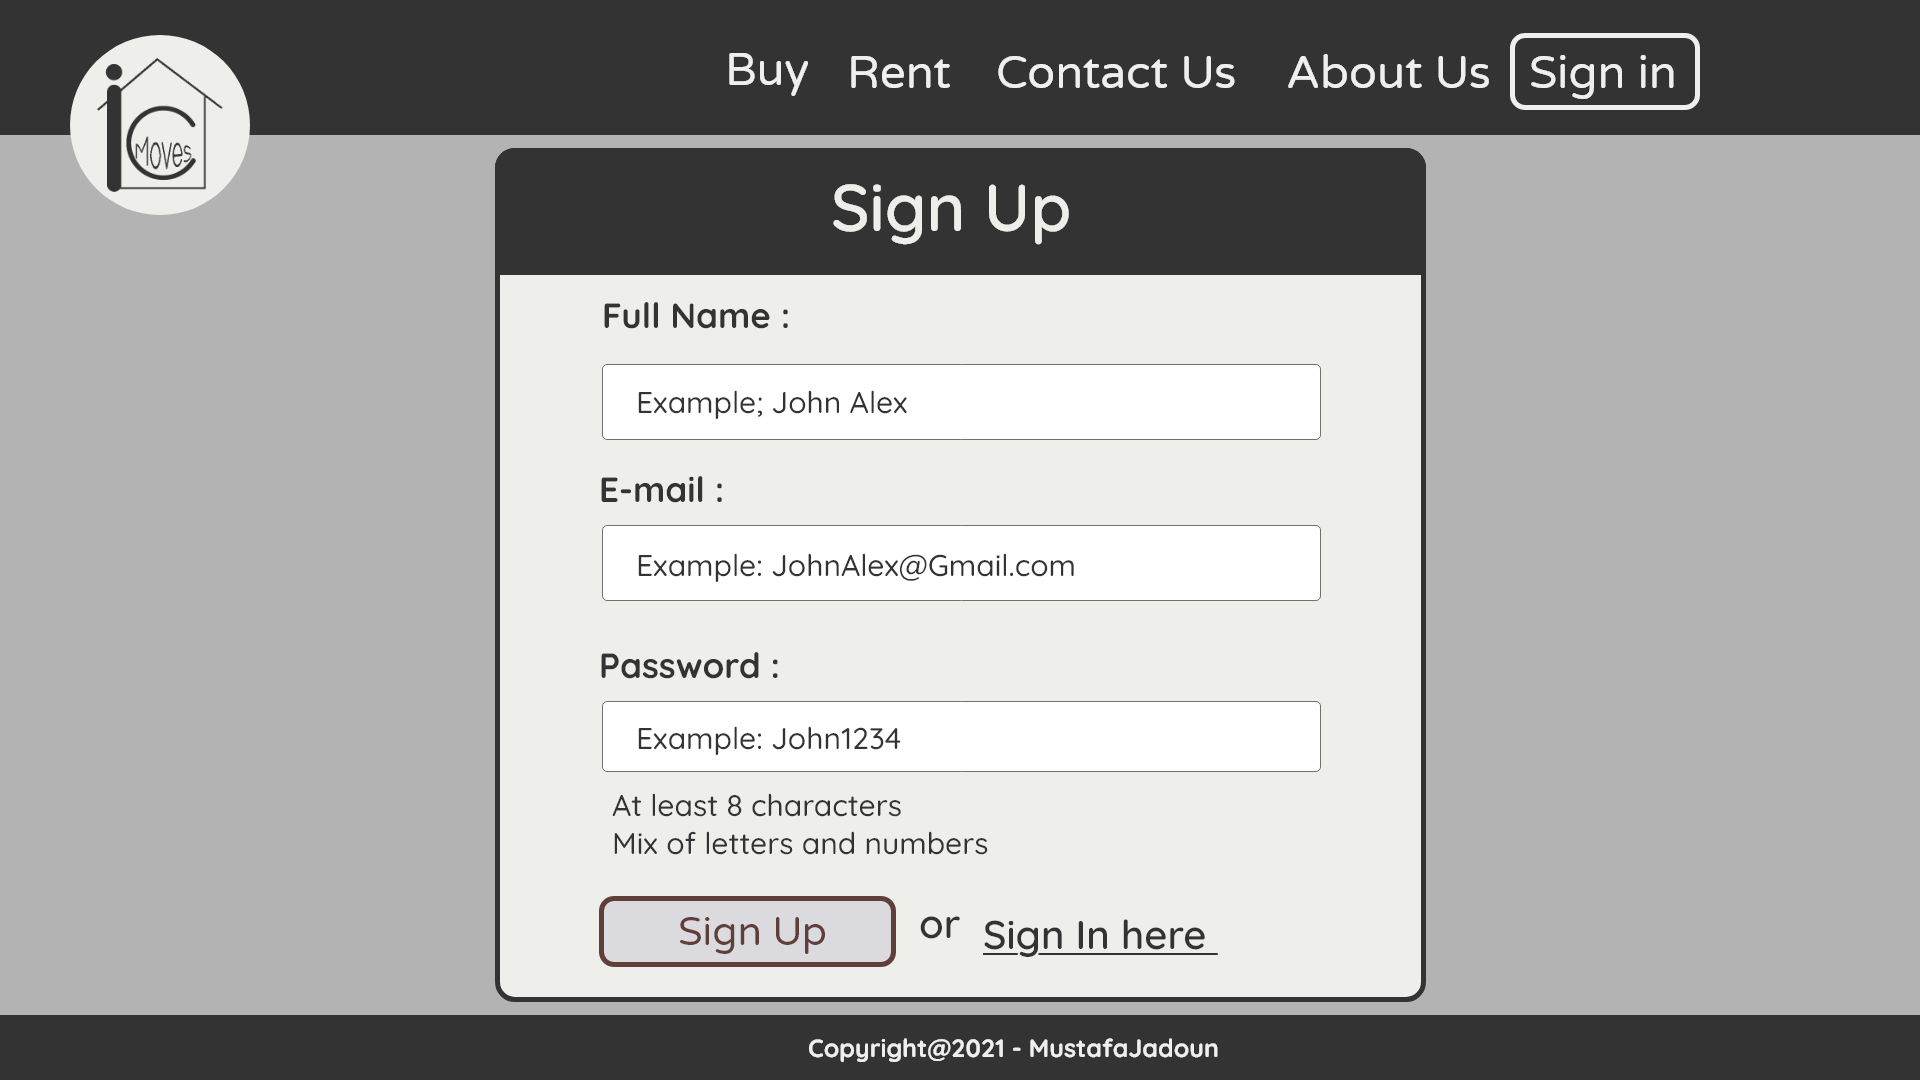 Buy Rent Contact Us About Us Sign in
ic
Moves
Sign Up
Full Name :
Example; John Alex
E-mail :
Example: JohnAlex@Gmail.com
Password :
Example: John1234
At least 8 characters
Mix of letters and numbers
Sign Up or Sign In here
Copyright@2021 - MustafaJadoun